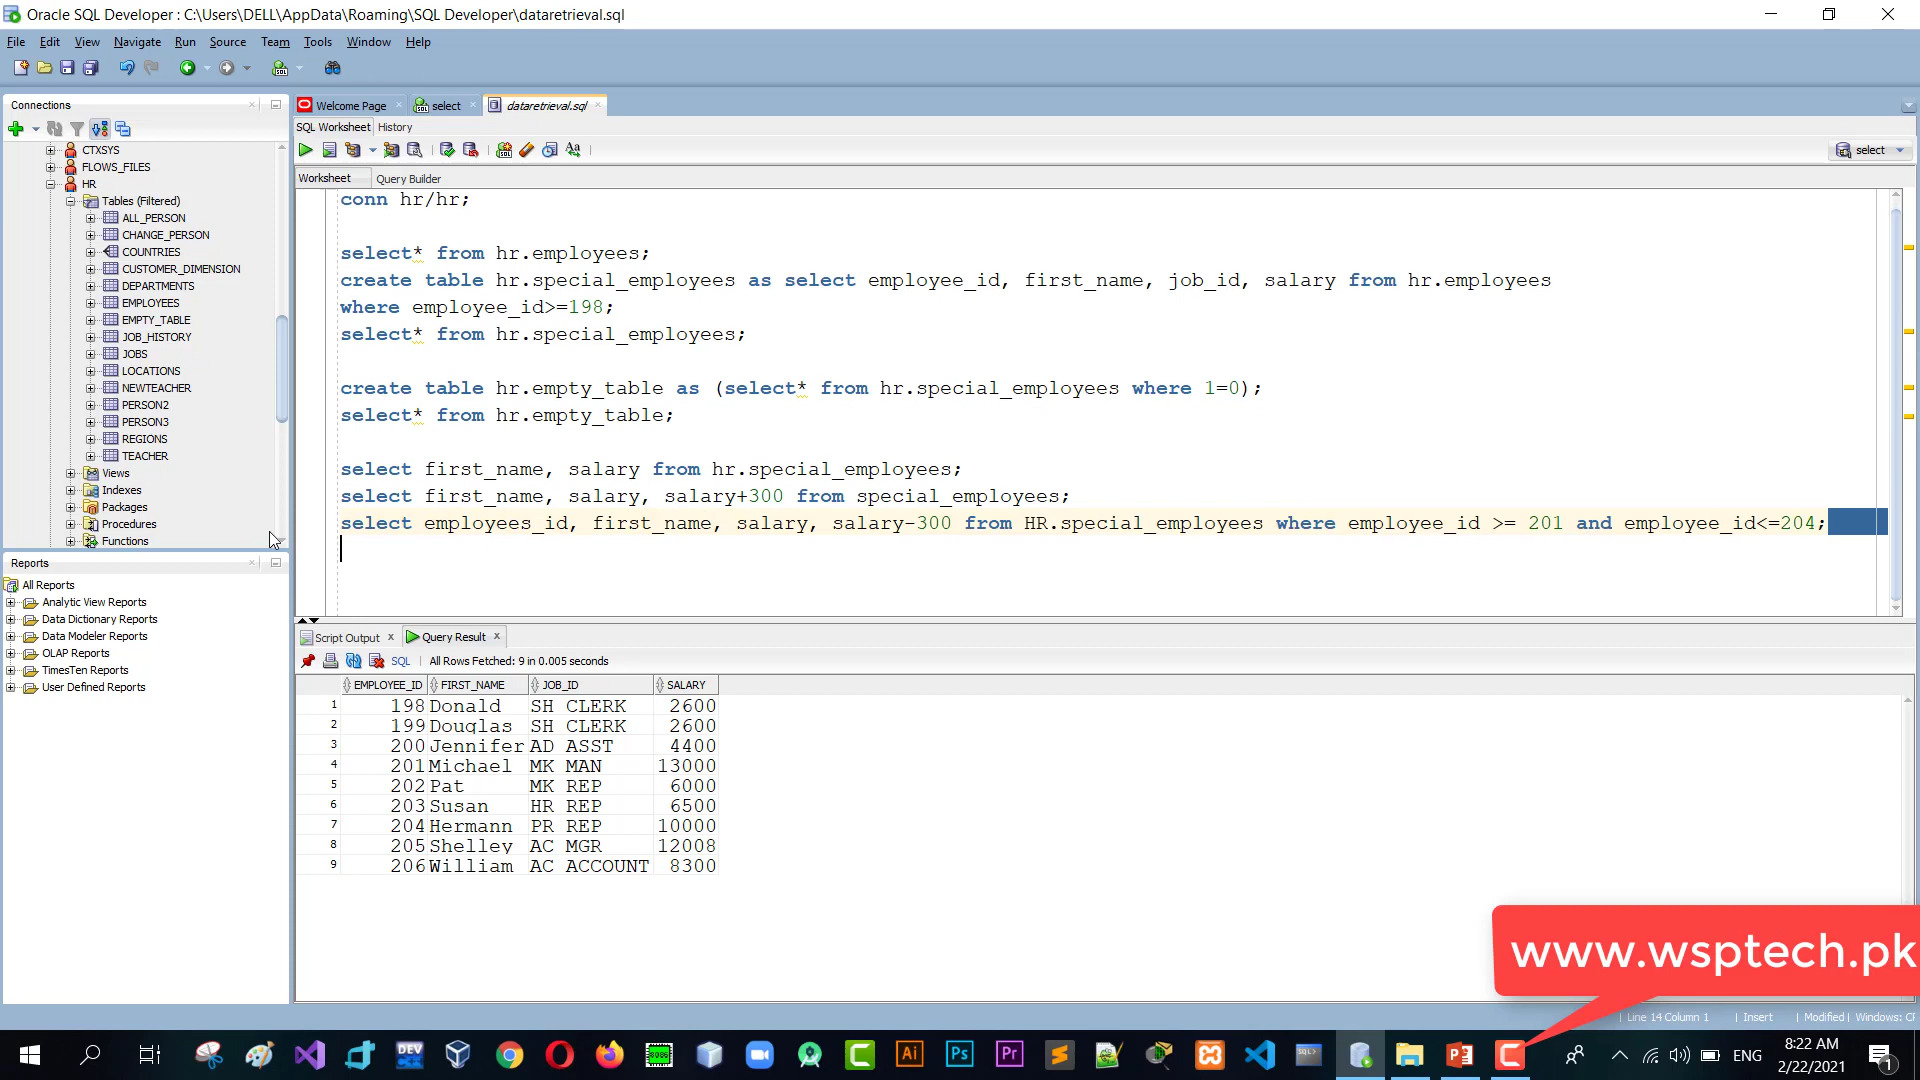 Oracle SQL Developer : C:\Users\DELL\AppData\Roaming\SQL Developer\dataretrieval.sql
File Edit View Navigate Run Source Team Tools Window Help
Connections
Welcome Page
select
dataretrieval.sql
SQL Worksheet History
select
Worksheet Query Builder
CTXSYS
FLOWS_FILES
HR
Tables (Filtered)
ALL_PERSON
CHANGE_PERSON
COUNTRIES
CUSTOMER_DIMENSION
DEPARTMENTS
EMPLOYEES
EMPTY_TABLE
JOB_HISTORY
JOBS
LOCATIONS
NEWTEACHER
PERSON2
PERSON3
REGIONS
TEACHER
Views
Indexes
Packages
Procedures
Functions
conn hr/hr;
select* from hr.employees;
create table hr.special_employees as select employee_id, first_name, job_id, salary from hr.employees
where employee_id>=198;
select* from hr.special_employees;
create table hr.empty_table as (select* from hr.special_employees where 1=0);
select* from hr.empty_table;
select first_name, salary from hr.special_employees;
select first_name, salary, salary+300 from special_employees;
select employees_id, first_name, salary, salary-300 from HR.special_employees where employee_id >= 201 and employee_id<=204;
Reports
All Reports
Analytic View Reports
Data Dictionary Reports
Data Modeler Reports
OLAP Reports
TimesTen Reports
User Defined Reports
Script Output x Query Result x
SQL All Rows Fetched: 9 in 0.005 seconds
EMPLOYEE_ID FIRST_NAME JOB_ID SALARY
1 198 Donald SH CLERK 2600
2 199 Douglas SH CLERK 2600
3 200 Jennifer AD ASST 4400
4 201 Michael MK MAN 13000
5 202 Pat MK REP 6000
6 203 Susan HR REP 6500
7 204 Hermann PR REP 10000
8 205 Shelley AC MGR 12008
9 206 William AC ACCOUNT 8300
www.wsptech.pk
Line 14 Column 1 Insert Modified Windows: CF
DEV
8086
Ai
Ps
Pr
SQL>
ENG
8:22 AM
2/22/2021
1